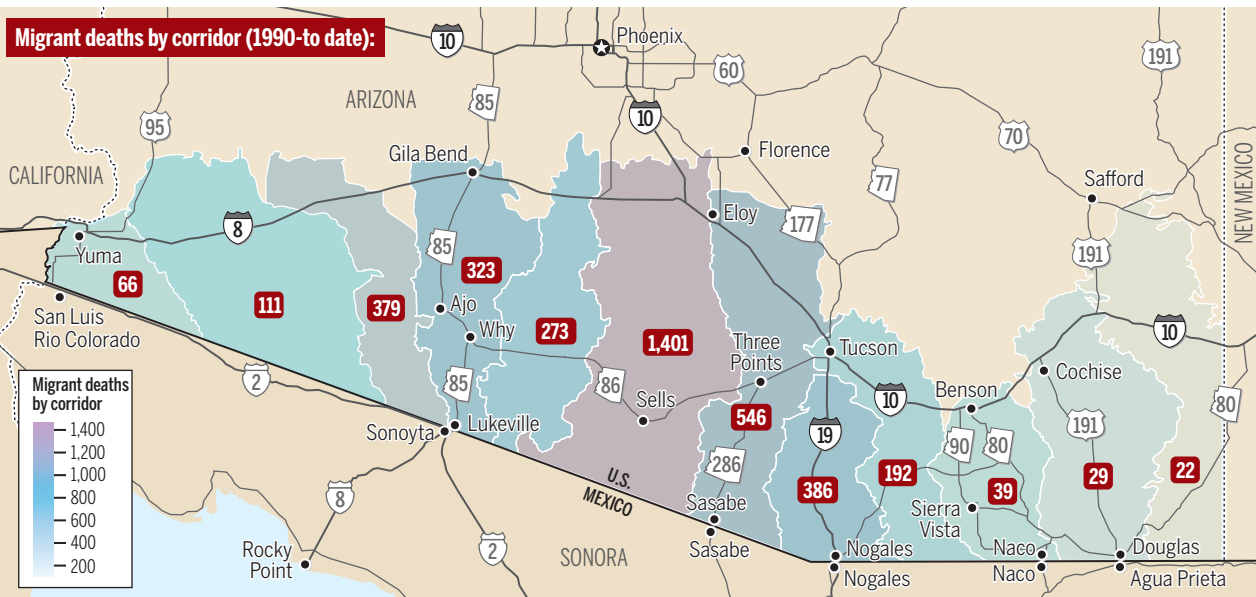 Migrant deaths by corridor (1990-to date):
10
Phoenix
60
191
ARIZONA
85
10
95
70
Gila Bend
Florence
CALIFORNIA
NEW MEXICO
77
Safford
8
Eloy
177
85
191
Yuma
66
111
379
323
Ajo
San Luis
Rio Colorado
Why
273
1,401
Three
Points
Tucson
10
2
85
86
Sells
Benson
10
Cochise
80
Migrant deaths
by corridor
1,400
1,200
1,000
800
600
400
200
Sonoyta
Lukeville
546
19
90
80
191
286
386
192
39
29
22
U.S.
MEXICO
8
Sasabe
Sasabe
Sierra
Vista
Rocky
Point
2
SONORA
Nogales
Nogales
Naco
Naco
Douglas
Agua Prieta